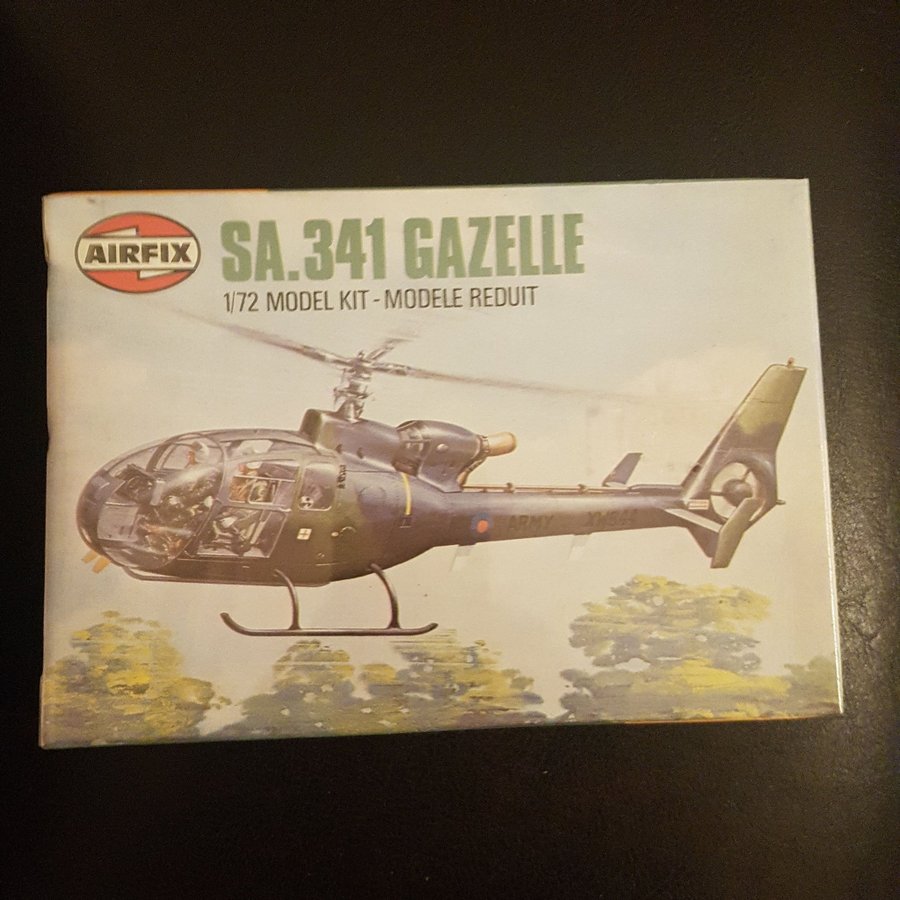 AIRFIX
SA.341 GAZELLE
1/72 MODEL KIT - MODELE REDUIT
ARMY